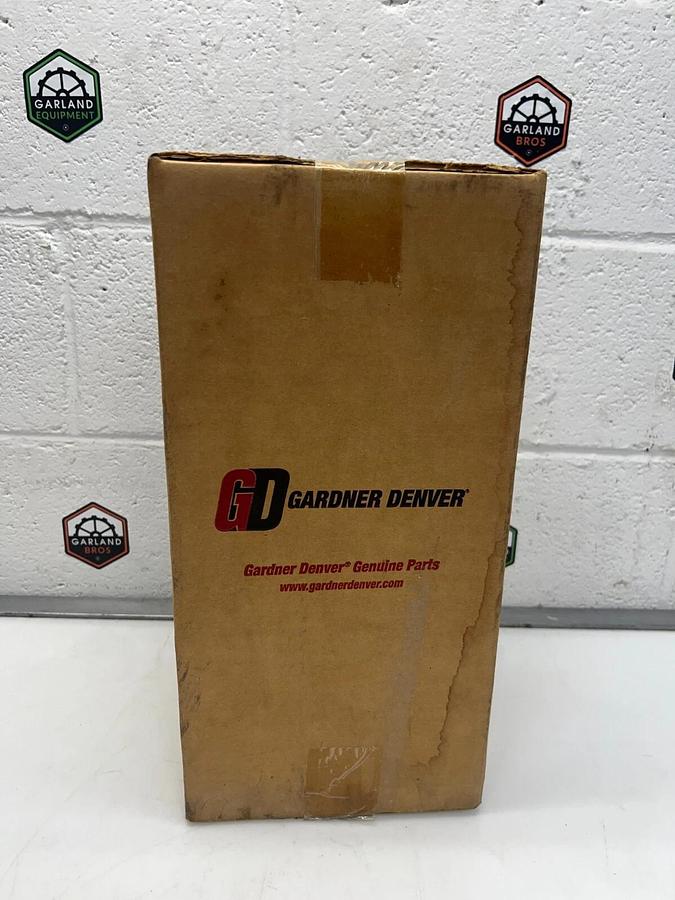 GARLAND
EQUIPMENT
GARLAND
BROS
GD GARDNER DENVER®
Gardner Denver® Genuine Parts
www.gardnerdenver.com
GARLAND
BROS